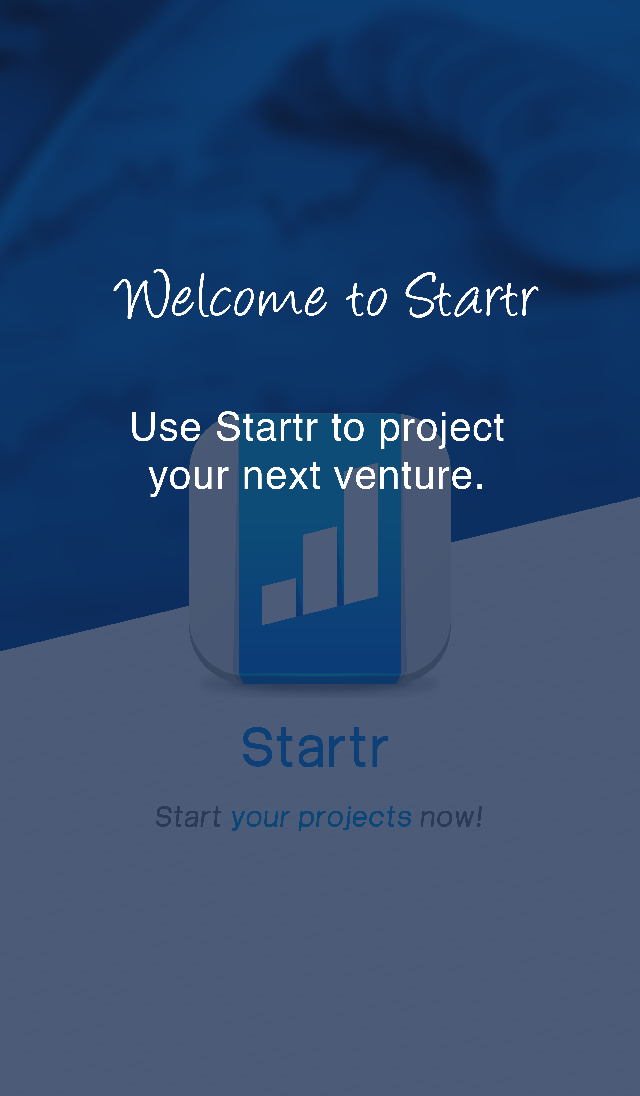 Welcome to Startr
Use Startr to project
your next venture.
Startr
Start your projects now!